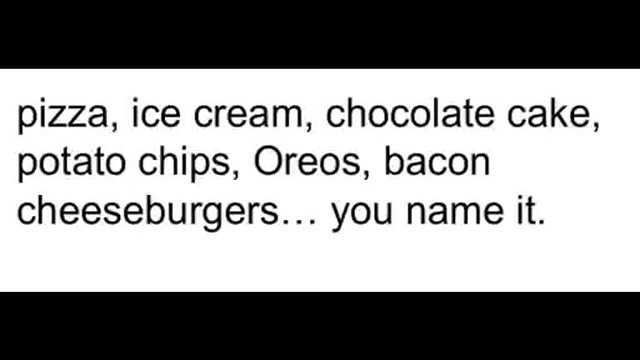 pizza, ice cream, chocolate cake,
potato chips, Oreos, bacon
cheeseburgers… you name it.